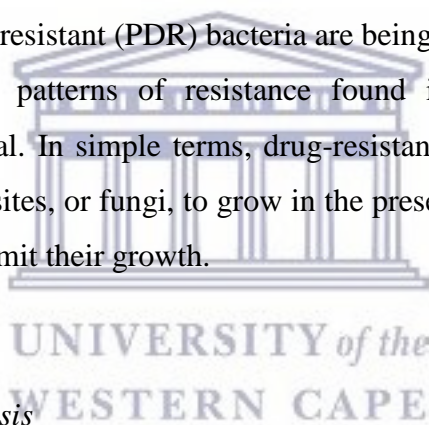 resistant (PDR) bacteria are being
patterns of resistance found i
al. In simple terms, drug-resistan
sites, or fungi, to grow in the prese
mit their growth.
UNIVERSITY of the
WESTERN CAPE
sis